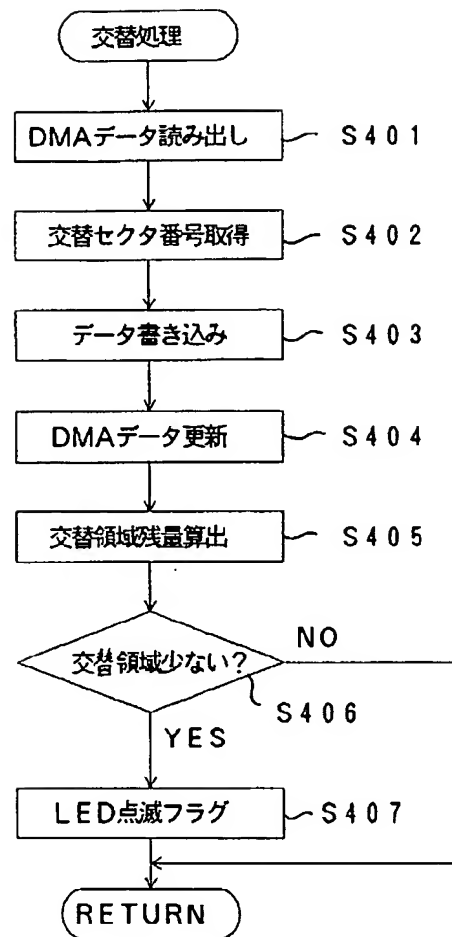 交替処理
DMAデータ読み出し S401
交替セクタ番号取得 S402
データ書き込み S403
DMAデータ更新 S404
交替領域残量算出 S405
交替領域少ない? NO
S406
YES
LED点滅フラグ S407
RETURN